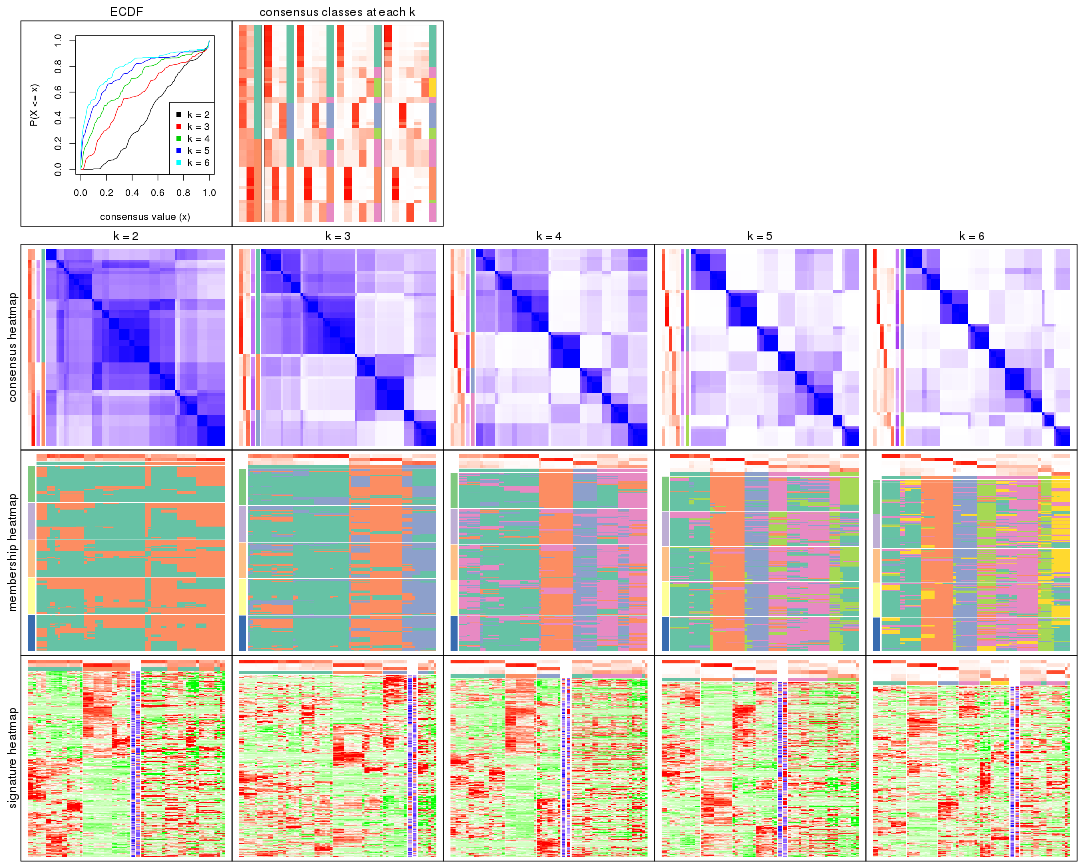 ECDF
consensus classes at each k
P(X <= x)
0.0 0.2 0.4 0.6 0.8 1.0
k = 2
k = 3
k = 4
k = 5
k = 6
0.0 0.2 0.4 0.6 0.8 1.0
consensus value (x)
k = 2
k = 3
k = 4
k = 5
k = 6
consensus heatmap
membership heatmap
signature heatmap